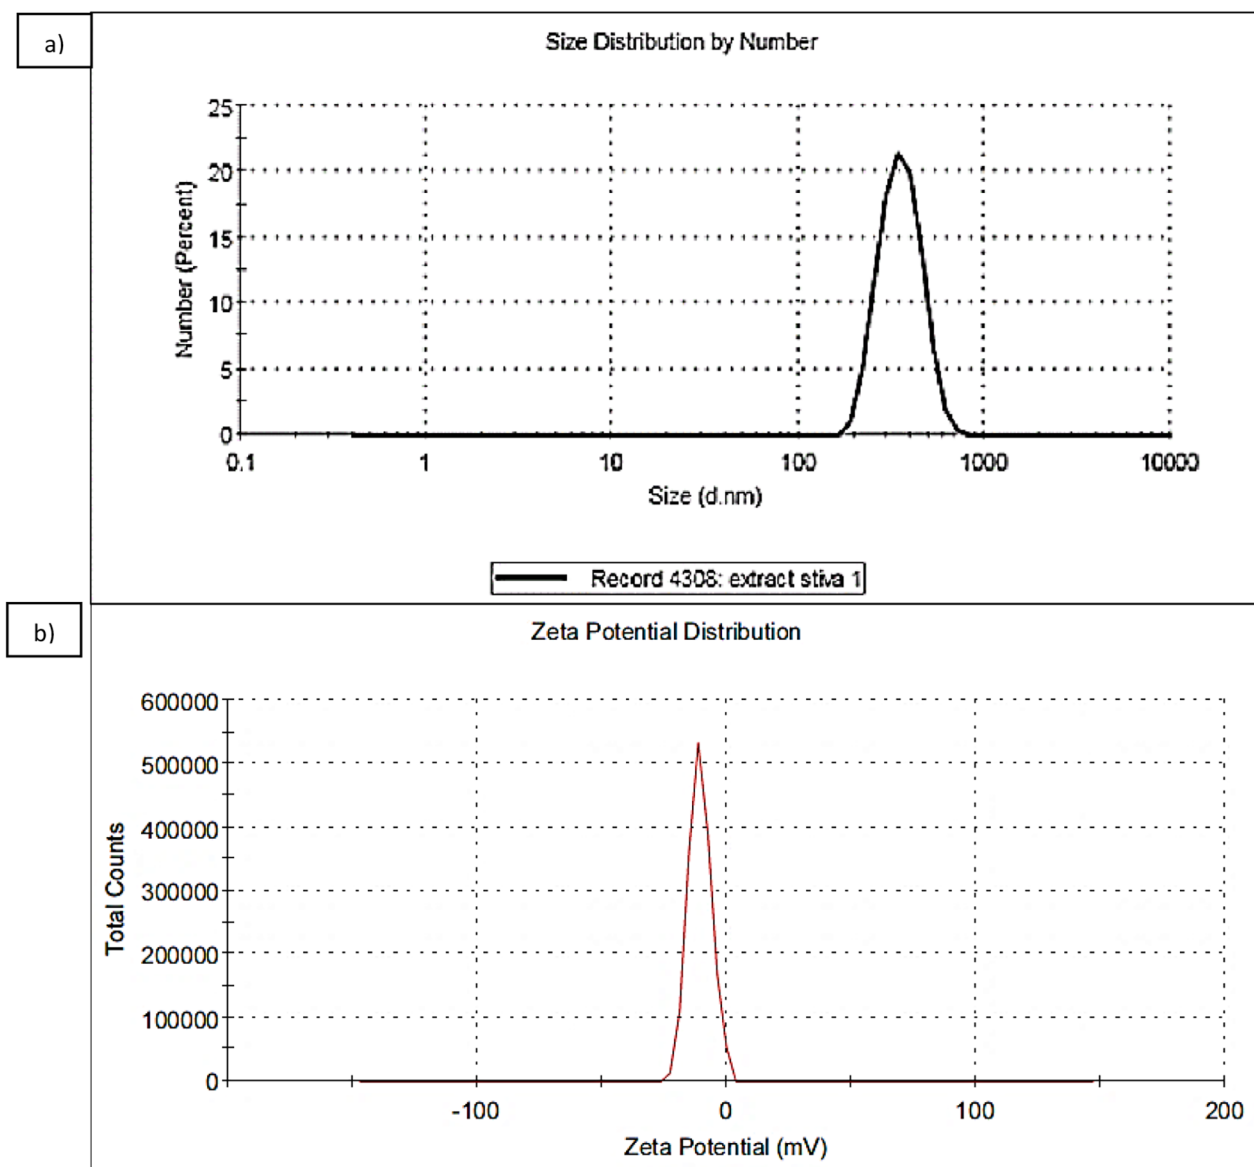 a)
Size Distribution by Number
25
20
15
10
5
0
Number (Percent)
0.1 1 10 100 1000 10000
Size (d.nm)
Record 4308: extract stiva 1
b)
Zeta Potential Distribution
600000
500000
400000
300000
200000
100000
0
Total Counts
-100 0 100 200
Zeta Potential (mV)